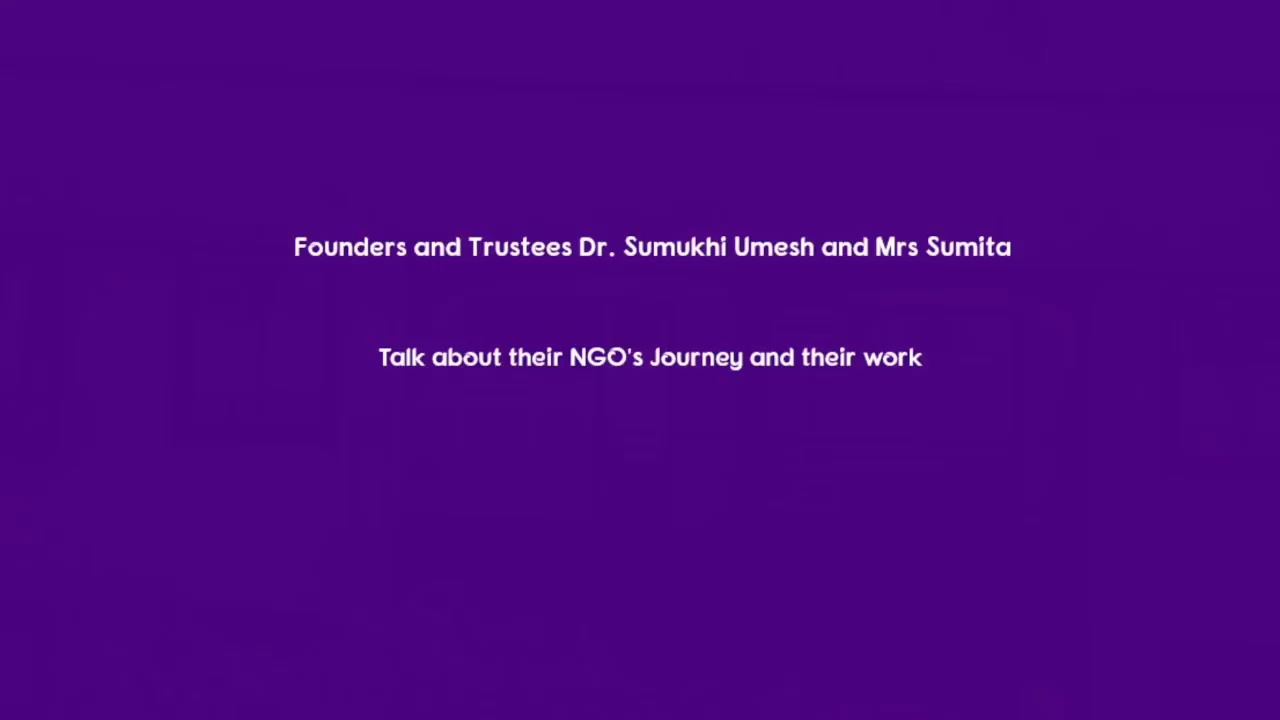 Founders and Trustees Dr. Sumukhi Umesh and Mrs Sumita
Talk about their NGO's Journey and their work